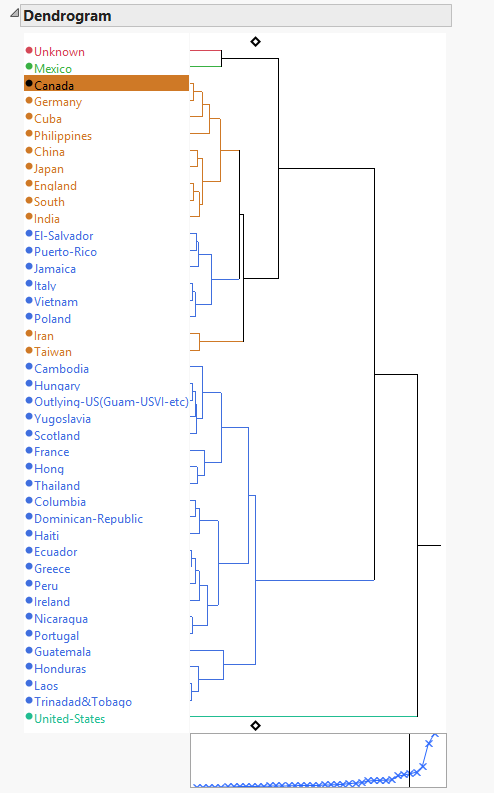 Dendrogram
Unknown
Mexico
Canada
Germany
Cuba
Philippines
China
Japan
England
South
India
El-Salvador
Puerto-Rico
Jamaica
Italy
Vietnam
Poland
Iran
Taiwan
Cambodia
Hungary
Outlying-US(Guam-USVI-etc)
Yugoslavia
Scotland
France
Hong
Thailand
Columbia
Dominican-Republic
Haiti
Ecuador
Greece
Peru
Ireland
Nicaragua
Portugal
Guatemala
Honduras
Laos
Trinadad&Tobago
United-States